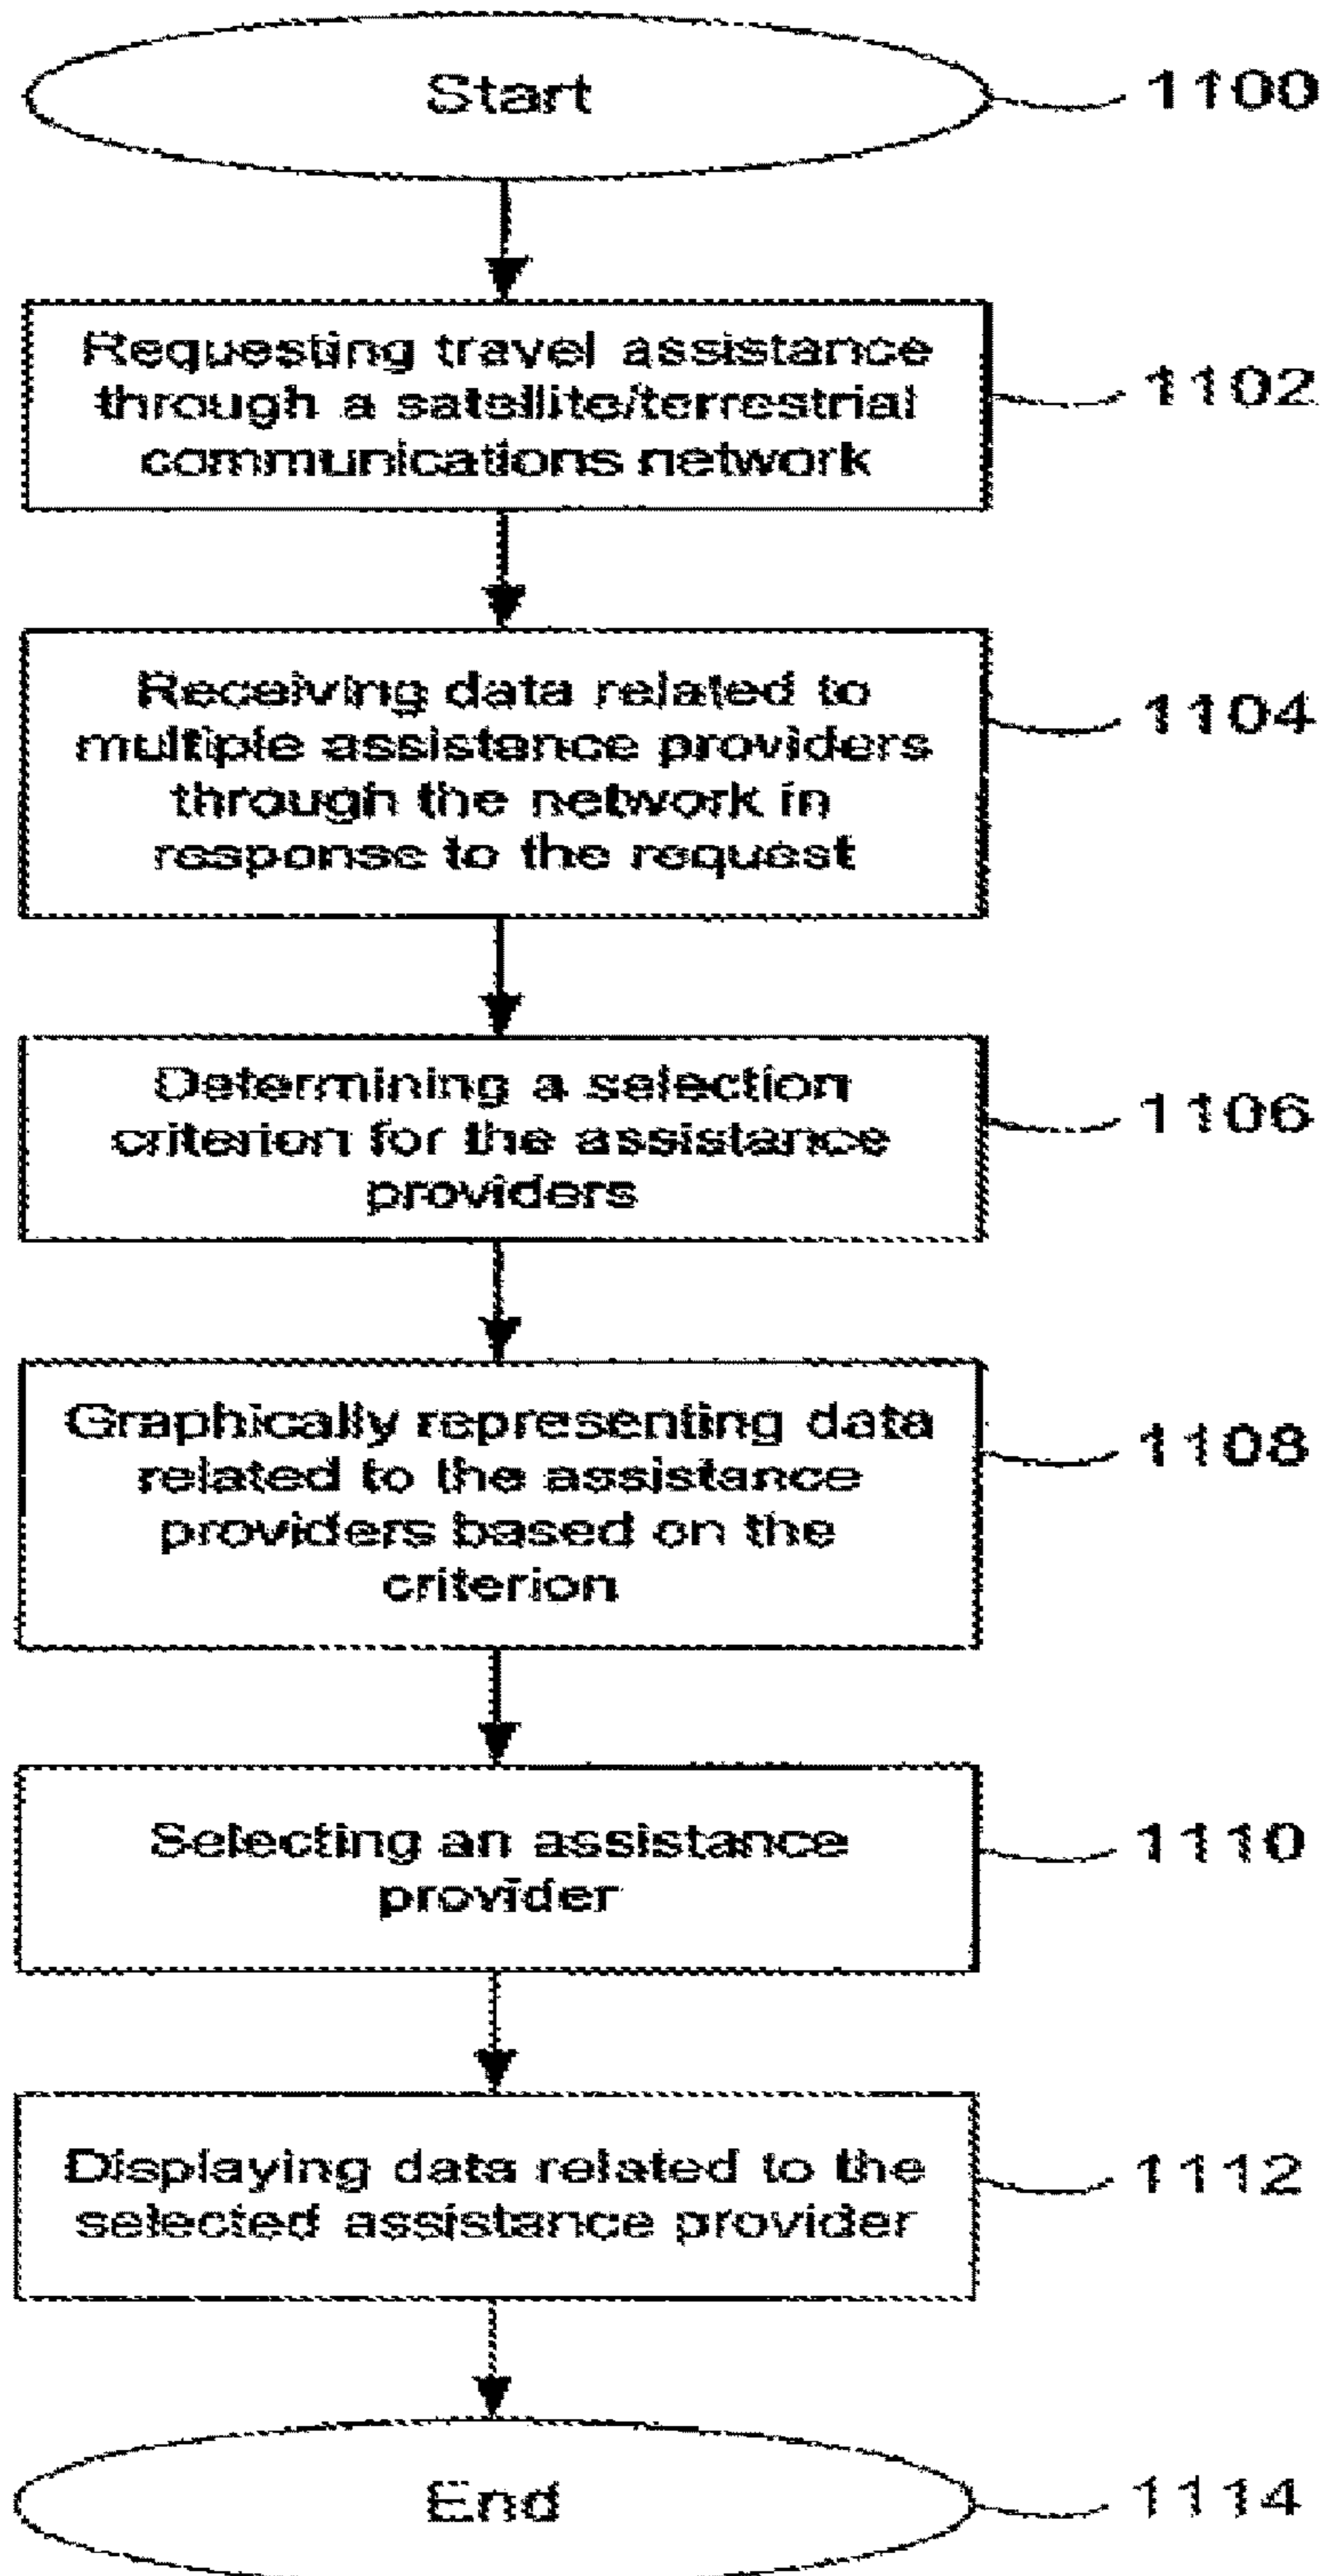 Start
1100
Requesting travel assistance
through a satellite/terrestrial
communications network
1102
Receiving data related to
multiple assistance providers
through the network in
response to the request
1104
Determining a selection
criterion for the assistance
providers
1106
Graphically representing data
related to the assistance
providers based on the
criterion
1108
Selecting an assistance
provider
1110
Displaying data related to the
selected assistance provider
1112
End
1114